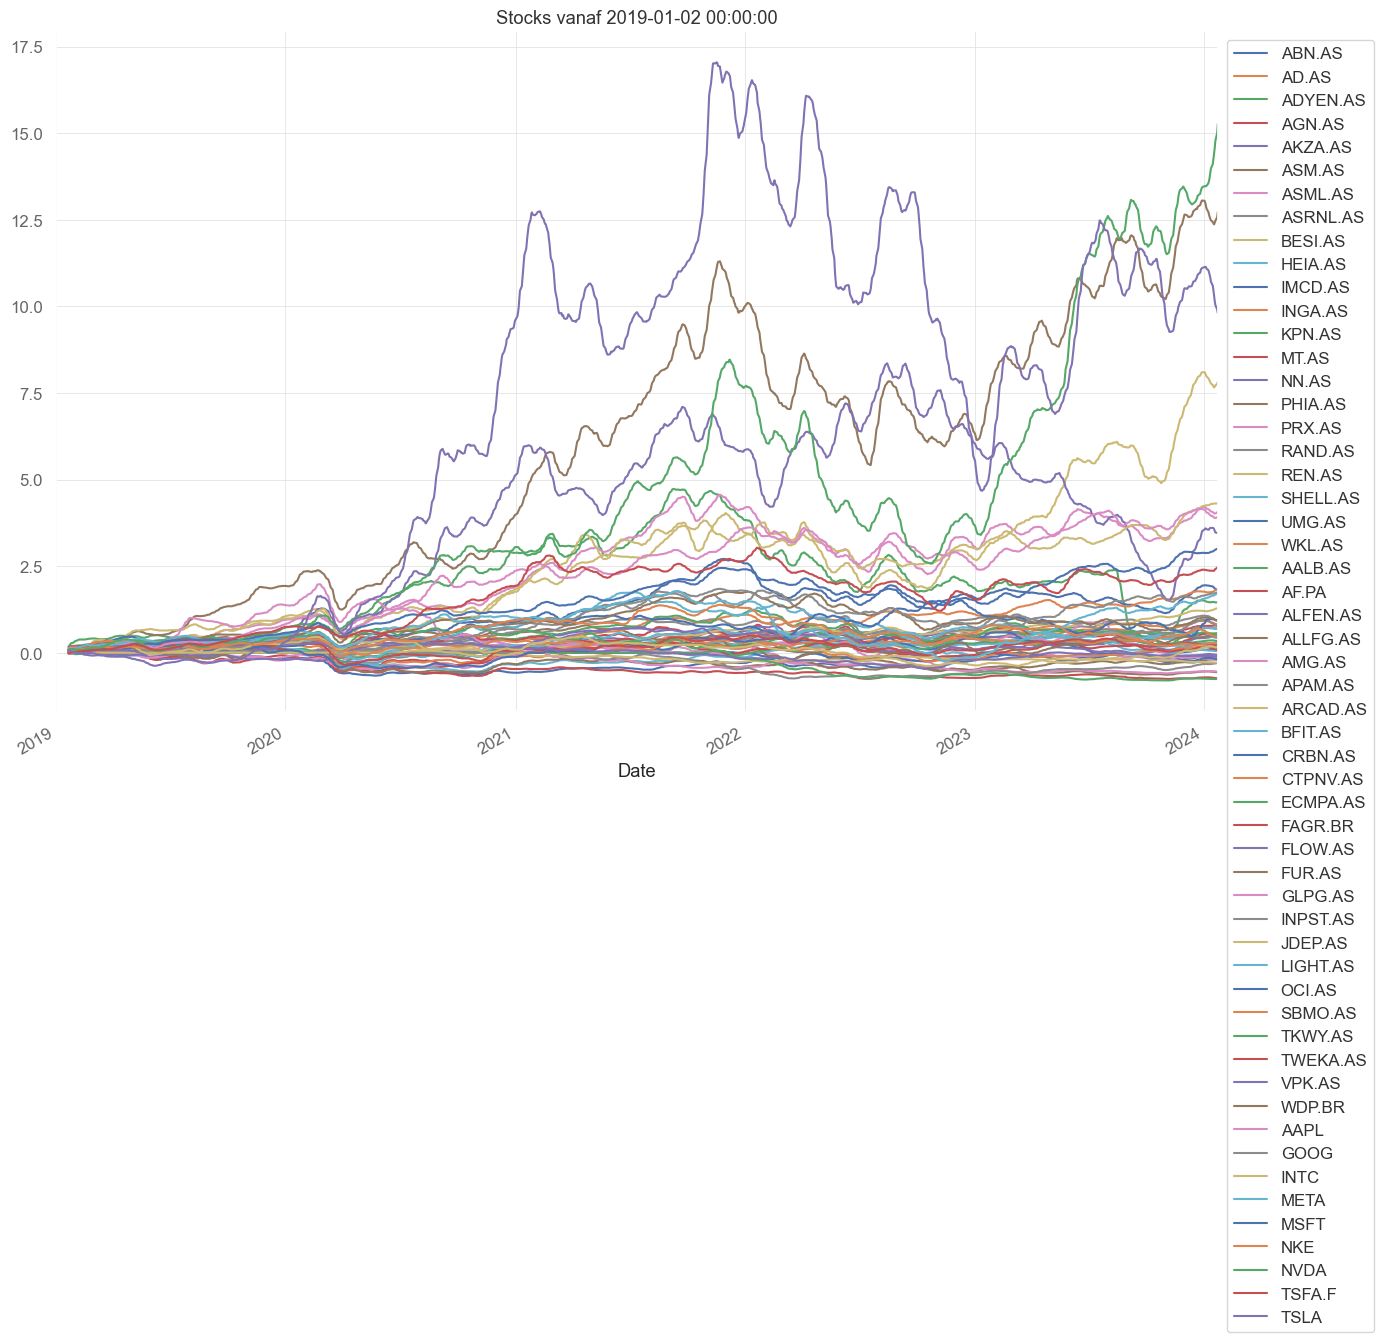 Stocks vanaf 2019-01-02 00:00:00
17.5
15.0
12.5
10.0
7.5
5.0
2.5
0.0
2019
2020
2021
2022
2023
2024
Date
ABN.AS
AD.AS
ADYEN.AS
AGN.AS
AKZA.AS
ASM.AS
ASML.AS
ASRNL.AS
BESI.AS
HEIA.AS
IMCD.AS
INGA.AS
KPN.AS
MT.AS
NN.AS
PHIA.AS
PRX.AS
RAND.AS
REN.AS
SHELL.AS
UMG.AS
WKL.AS
AALB.AS
AF.PA
ALFEN.AS
ALLFG.AS
AMG.AS
APAM.AS
ARCAD.AS
BFIT.AS
CRBN.AS
CTPNV.AS
ECMPA.AS
FAGR.BR
FLOW.AS
FUR.AS
GLPG.AS
INPST.AS
JDEP.AS
LIGHT.AS
OCI.AS
SBMO.AS
TKWY.AS
TWEKA.AS
VPK.AS
WDP.BR
AAPL
GOOG
INTC
META
MSFT
NKE
NVDA
TSFA.F
TSLA